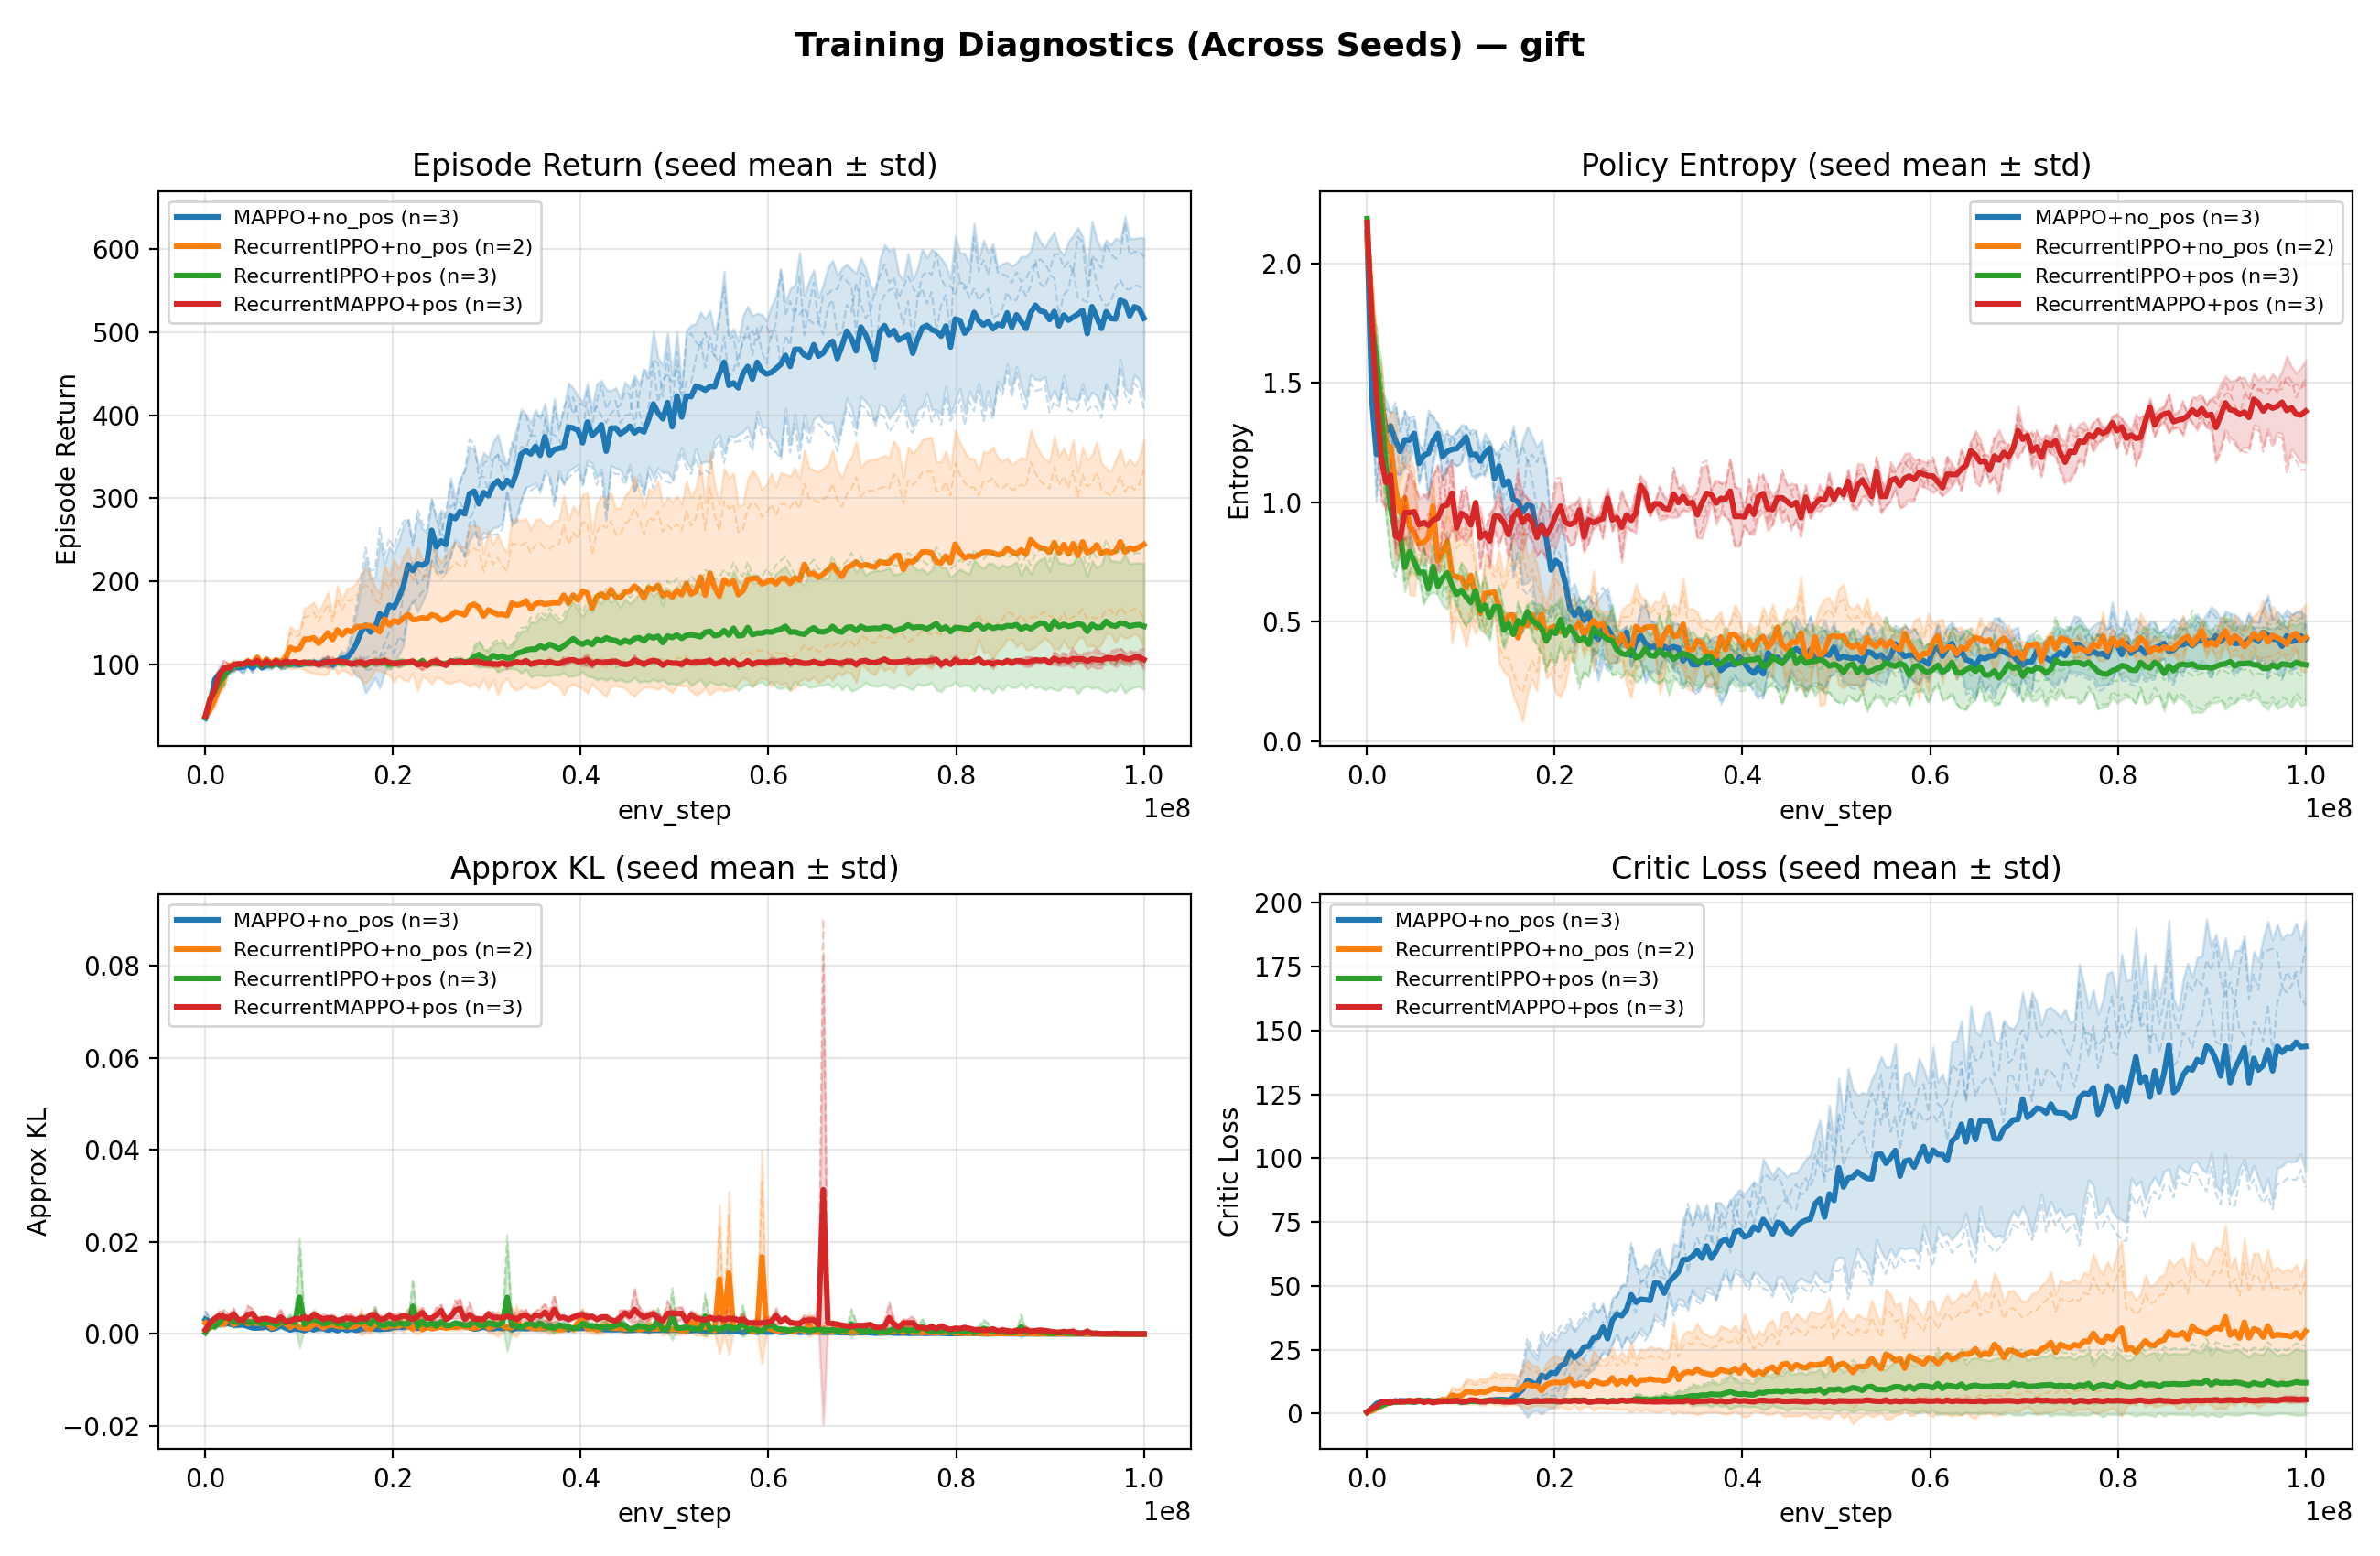 Training Diagnostics (Across Seeds) — gift
Episode Return (seed mean ± std)
MAPPO+no_pos (n=3)
RecurrentIPPO+no_pos (n=2)
RecurrentIPPO+pos (n=3)
RecurrentMAPPO+pos (n=3)
Episode Return
600
500
400
300
200
100
0.0 0.2 0.4 0.6 0.8 1.0
env_step
1e8
Policy Entropy (seed mean ± std)
MAPPO+no_pos (n=3)
RecurrentIPPO+no_pos (n=2)
RecurrentIPPO+pos (n=3)
RecurrentMAPPO+pos (n=3)
Entropy
2.0
1.5
1.0
0.5
0.0
0.0 0.2 0.4 0.6 0.8 1.0
env_step
1e8
Approx KL (seed mean ± std)
MAPPO+no_pos (n=3)
RecurrentIPPO+no_pos (n=2)
RecurrentIPPO+pos (n=3)
RecurrentMAPPO+pos (n=3)
Approx KL
0.08
0.06
0.04
0.02
0.00
−0.02
0.0 0.2 0.4 0.6 0.8 1.0
env_step
1e8
Critic Loss (seed mean ± std)
MAPPO+no_pos (n=3)
RecurrentIPPO+no_pos (n=2)
RecurrentIPPO+pos (n=3)
RecurrentMAPPO+pos (n=3)
Critic Loss
200
175
150
125
100
75
50
25
0
0.0 0.2 0.4 0.6 0.8 1.0
env_step
1e8